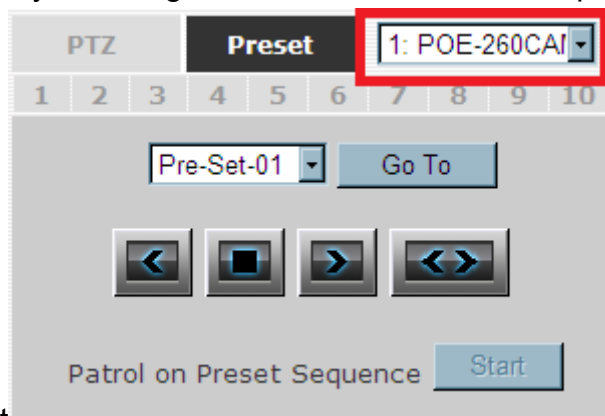 PTZ Preset 1: POE-260CAM
1 2 3 4 5 6 7 8 9 10
Pre-Set-01 Go To
Patrol on Preset Sequence Start
t